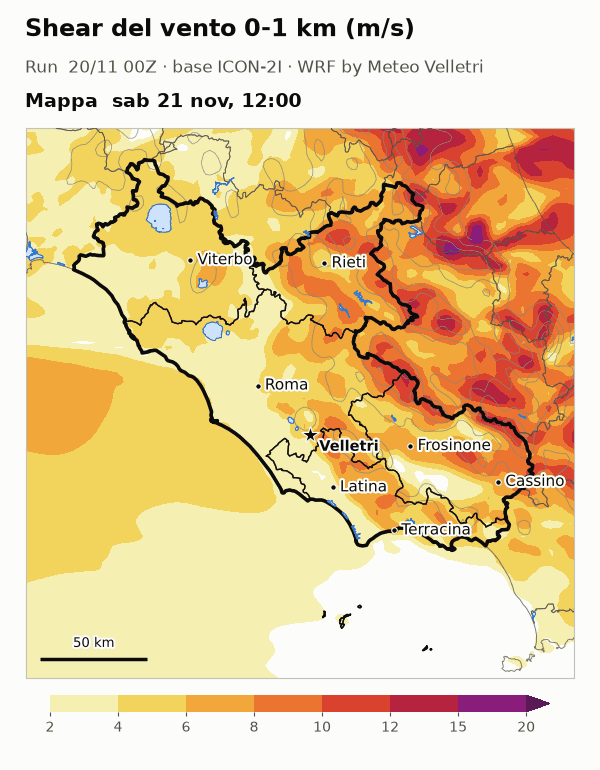 Shear del vento 0-1 km (m/s)
Run  20/11 00Z · base ICON-2I · WRF by Meteo Velletri
Mappa  sab 21 nov, 12:00
Viterbo
Rieti
Roma
Velletri
Frosinone
Cassino
Latina
Terracina
50 km
2 4 6 8 10 12 15 20